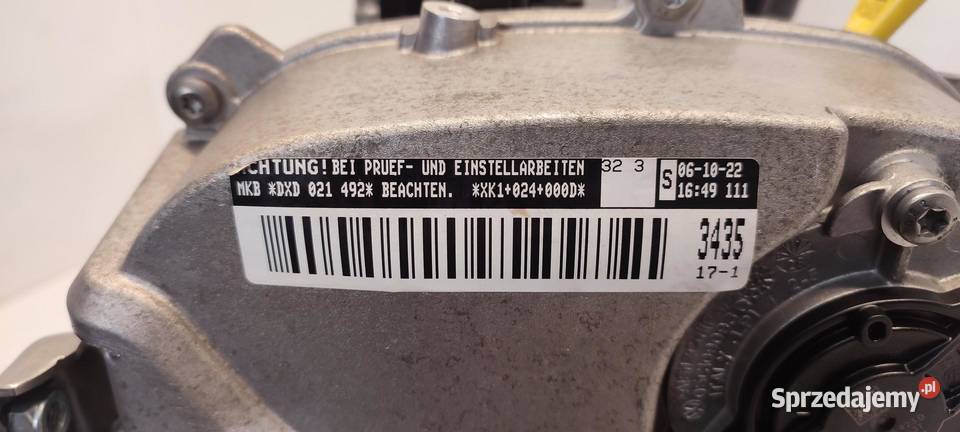 ACHTUNG! BEI PRUEF- UND EINSTELLARBEITEN
MKB *DXD 021 492* BEACHTEN. *XK1+024+000D*
32 3
S
06-10-22
16:49 111
3435
17-1
Sprzedajemy.pl